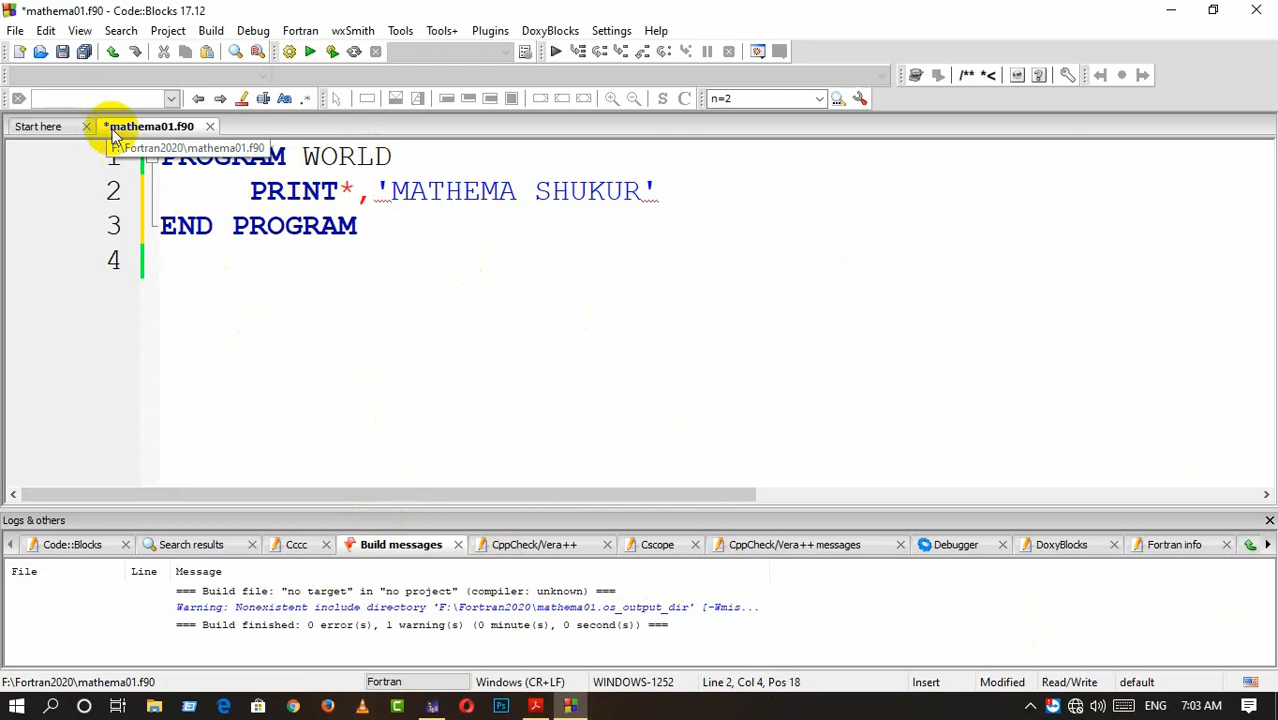 *mathema01.f90 - Code::Blocks 17.12
File Edit View Search Project Build Debug Fortran wxSmith Tools Tools+ Plugins DoxyBlocks Settings Help
/** *<
S C n=2
Start here *mathema01.f90
F:\Fortran2020\mathema01.f90
1 PROGRAM WORLD
2 PRINT*,'MATHEMA SHUKUR'
3 END PROGRAM
4
Logs & others
Code::Blocks Search results Cccc Build messages CppCheck/Vera++ Cscope CppCheck/Vera++ messages Debugger DoxyBlocks Fortran info
File Line Message
=== Build file: "no target" in "no project" (compiler: unknown) ===
Warning: Nonexistent include directory 'F:\Fortran2020\mathema01.os_output_dir' [-Wmis...
=== Build finished: 0 error(s), 1 warning(s) (0 minute(s), 0 second(s)) ===
F:\Fortran2020\mathema01.f90 Fortran Windows (CR+LF) WINDOWS-1252 Line 2, Col 4, Pos 18 Insert Modified Read/Write default
ENG 7:03 AM